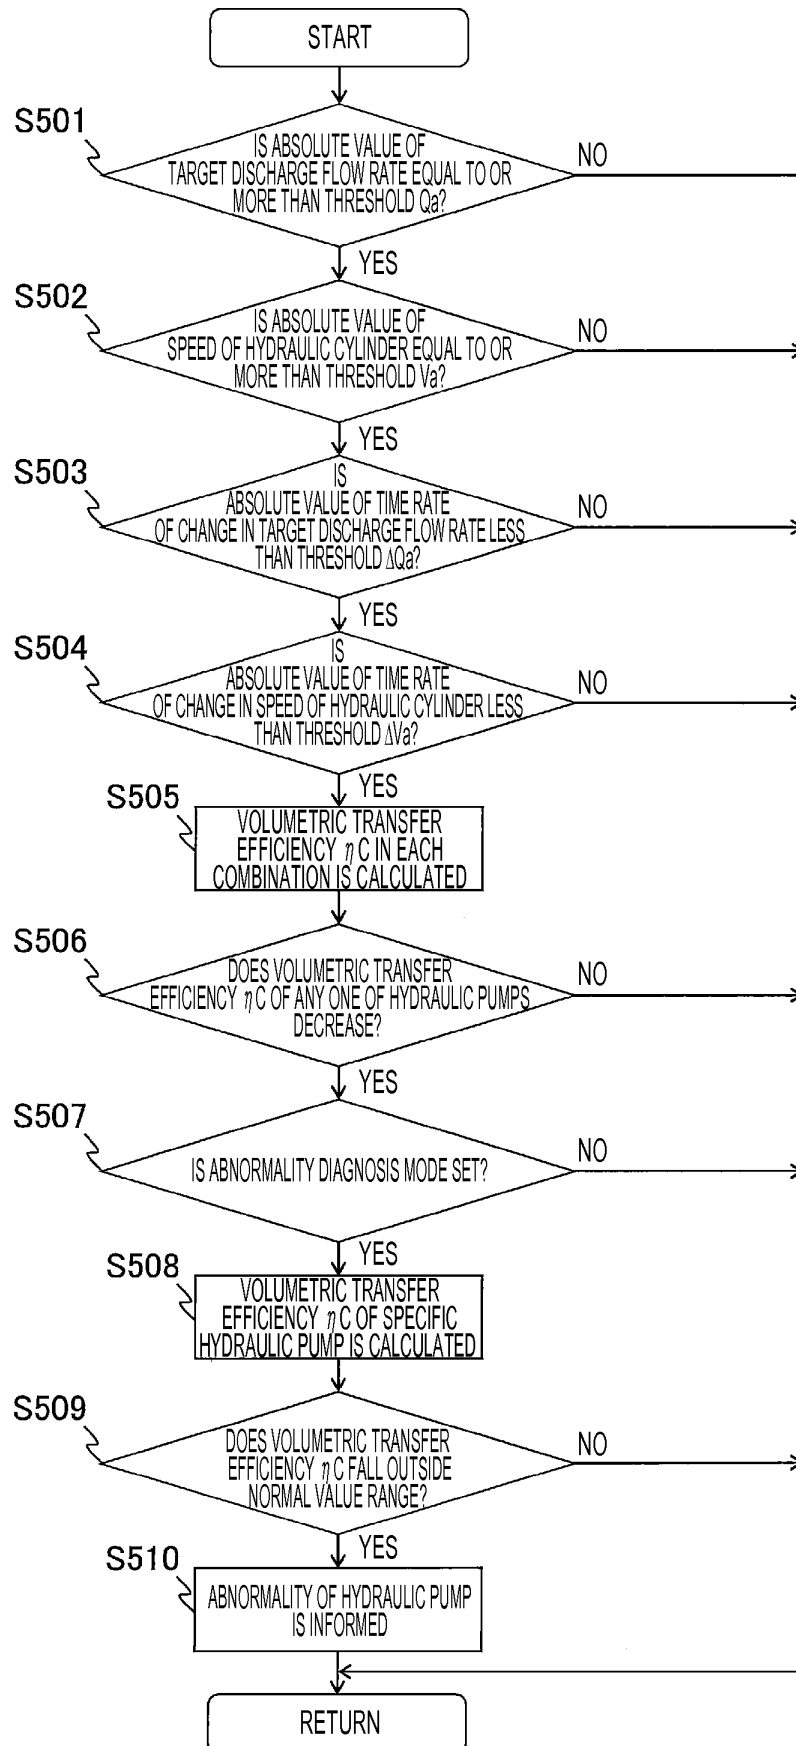 START
S501
IS ABSOLUTE VALUE OF
TARGET DISCHARGE FLOW RATE EQUAL TO OR
MORE THAN THRESHOLD Qa?
NO
YES
S502
IS ABSOLUTE VALUE OF
SPEED OF HYDRAULIC CYLINDER EQUAL TO OR
MORE THAN THRESHOLD Va?
NO
YES
S503
IS
ABSOLUTE VALUE OF TIME RATE
OF CHANGE IN TARGET DISCHARGE FLOW RATE LESS
THAN THRESHOLD ΔQa?
NO
YES
S504
IS
ABSOLUTE VALUE OF TIME RATE
OF CHANGE IN SPEED OF HYDRAULIC CYLINDER LESS
THAN THRESHOLD ΔVa?
NO
YES
S505
VOLUMETRIC TRANSFER
EFFICIENCY η C IN EACH
COMBINATION IS CALCULATED
S506
DOES VOLUMETRIC TRANSFER
EFFICIENCY η C OF ANY ONE OF HYDRAULIC PUMPS
DECREASE?
NO
YES
S507
IS ABNORMALITY DIAGNOSIS MODE SET?
NO
YES
S508
VOLUMETRIC TRANSFER
EFFICIENCY η C OF SPECIFIC
HYDRAULIC PUMP IS CALCULATED
S509
DOES VOLUMETRIC TRANSFER
EFFICIENCY η C FALL OUTSIDE
NORMAL VALUE RANGE?
NO
YES
S510
ABNORMALITY OF HYDRAULIC PUMP
IS INFORMED
RETURN